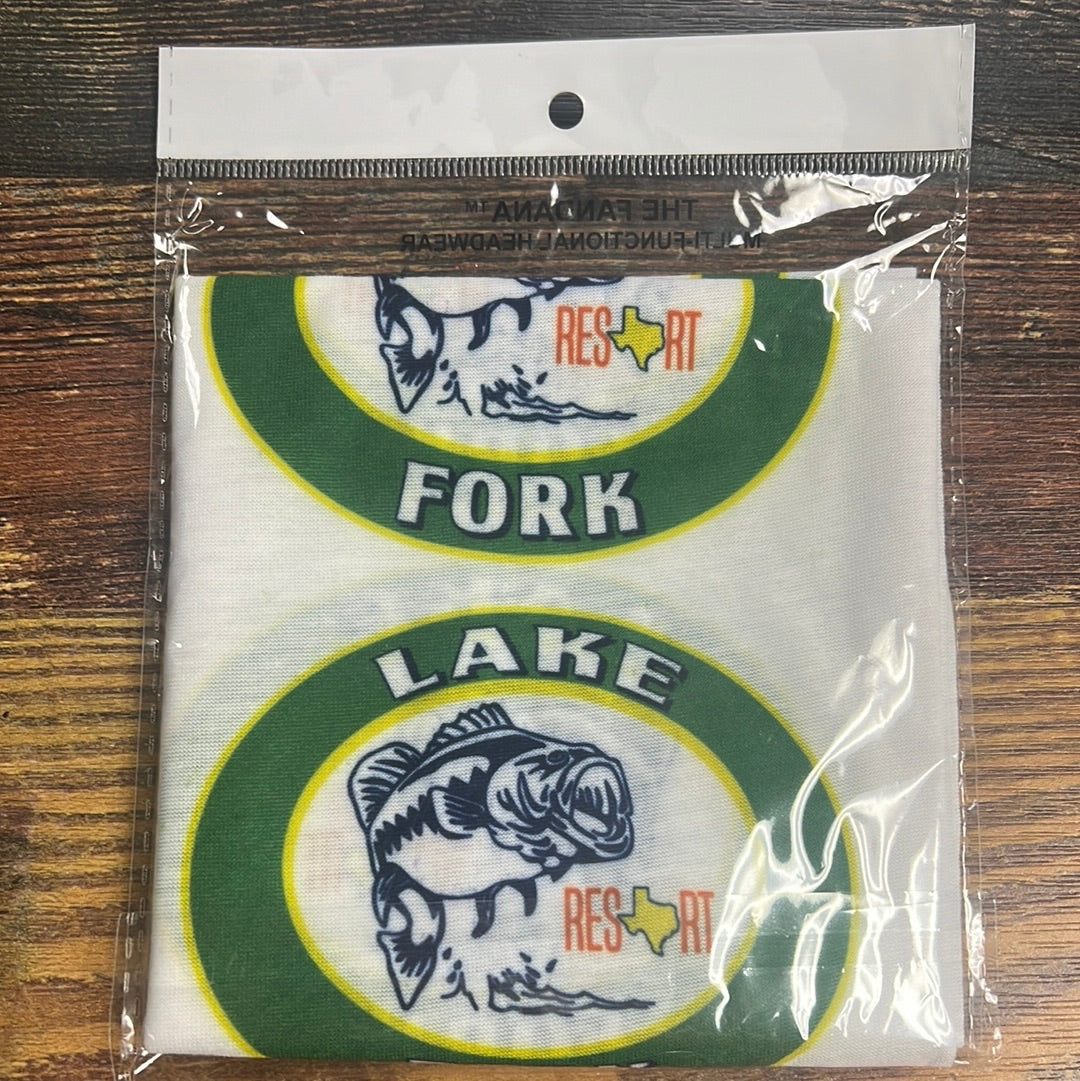 THE FANDANA™
MULTI-FUNCTIONAL HEADWEAR
RES RT
FORK
LAKE
RES RT